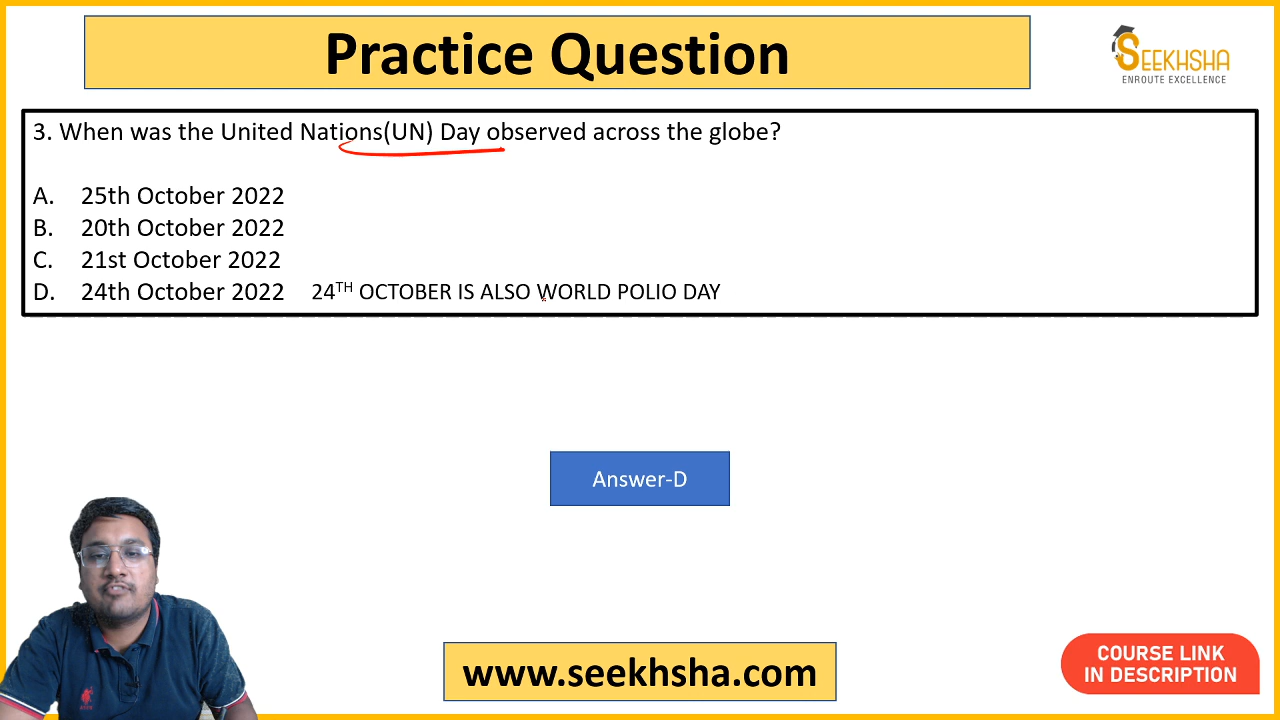 Practice Question
SEEKHSHA
ENROUTE EXCELLENCE
3. When was the United Nations(UN) Day observed across the globe?
A. 25th October 2022
B. 20th October 2022
C. 21st October 2022
D. 24th October 2022 24TH OCTOBER IS ALSO WORLD POLIO DAY
Answer-D
www.seekhsha.com
COURSE LINK
IN DESCRIPTION